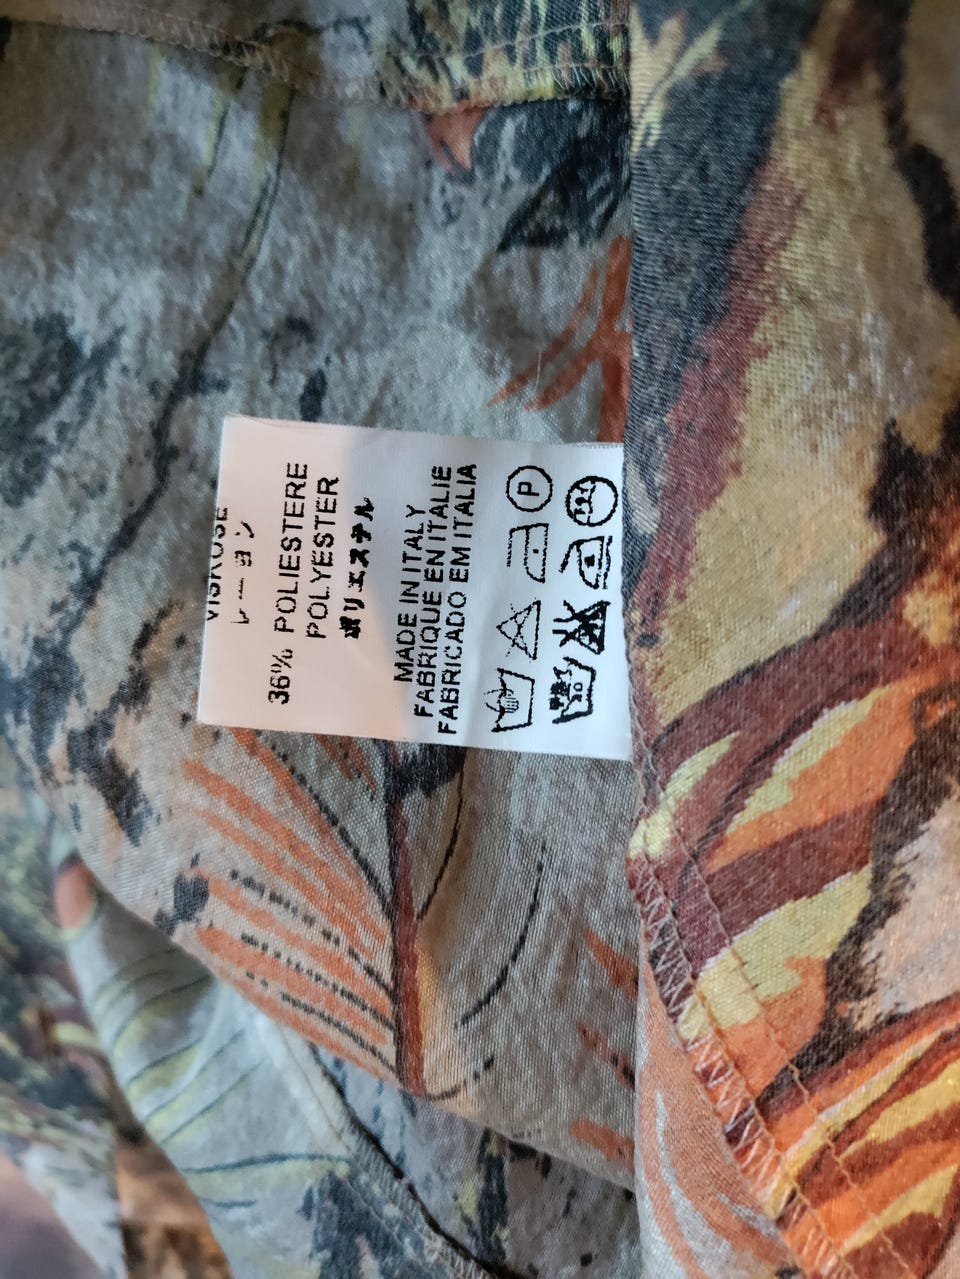 VISKOSE
レーヨン
36% POLIESTERE
POLYESTER
ポリエステル
MADE IN ITALY
FABRIQUE EN ITALIE
FABRICADO EM ITALIA
P